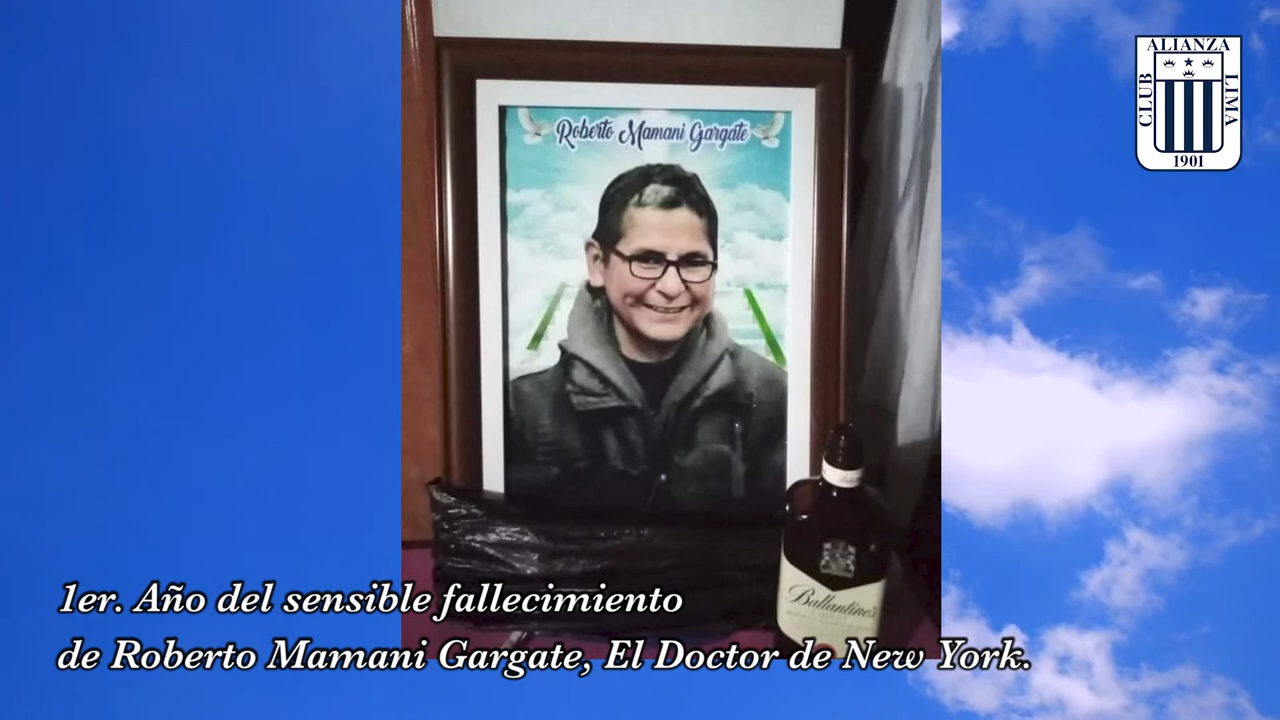 ALIANZA
CLUB
LIMA
1901
Roberto Mamani Gargate
Ballantine's
1er. Año del sensible fallecimiento
de Roberto Mamani Gargate, El Doctor de New York.